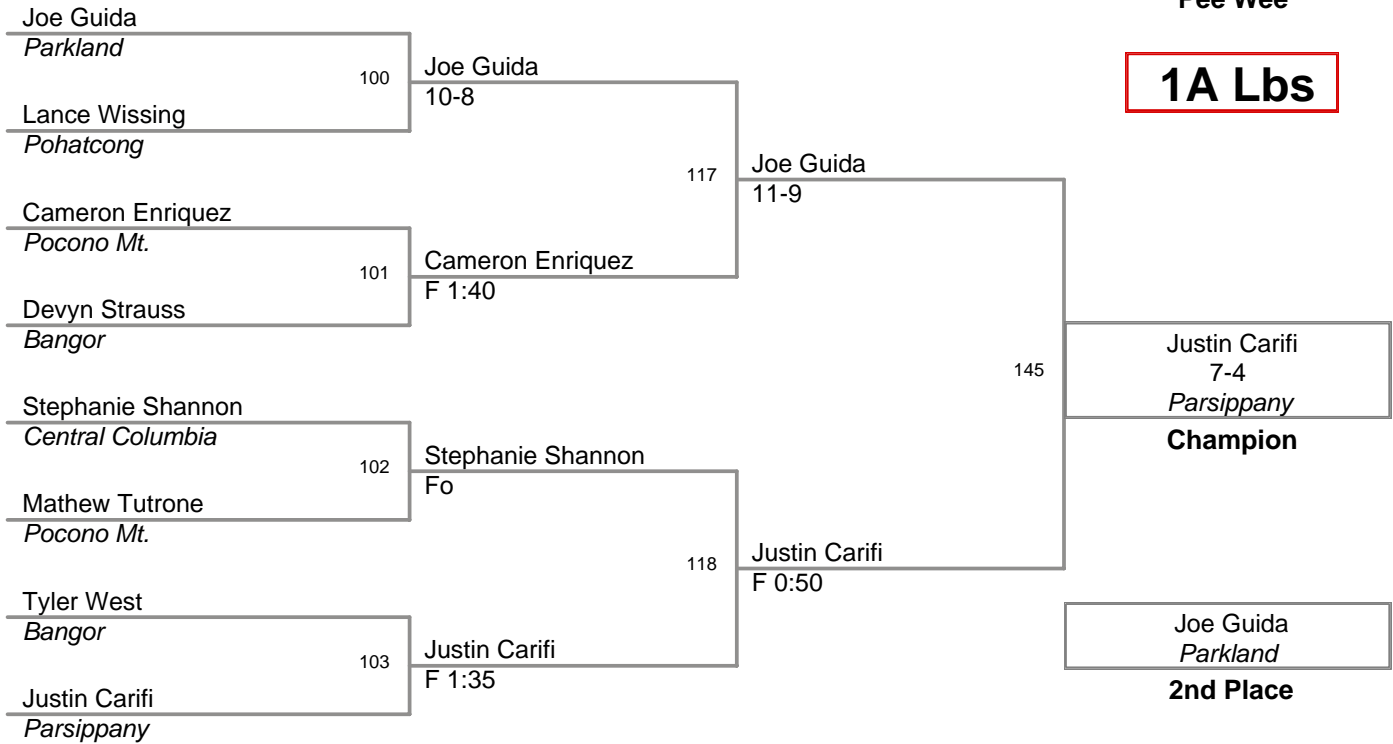 Pee Wee
1A Lbs
Joe Guida
Parkland
100
Lance Wissing
Pohatcong
Joe Guida
10-8
Cameron Enriquez
Pocono Mt.
101
Devyn Strauss
Bangor
Cameron Enriquez
F 1:40
117
Joe Guida
11-9
Stephanie Shannon
Central Columbia
102
Mathew Tutrone
Pocono Mt.
Stephanie Shannon
Fo
Tyler West
Bangor
103
Justin Carifi
Parsippany
Justin Carifi
F 1:35
118
Justin Carifi
F 0:50
145
Justin Carifi
7-4
Parsippany
Champion
Joe Guida
Parkland
2nd Place